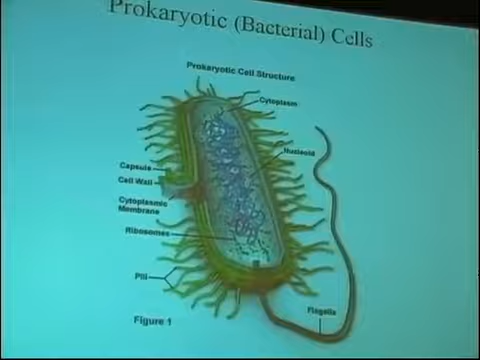 Prokaryotic (Bacterial) Cells
Prokaryotic Cell Structure
Cytoplasm
Nucleoid
Capsule
Cell Wall
Cytoplasmic
Membrane
Ribosomes
Pili
Flagella
Figure 1